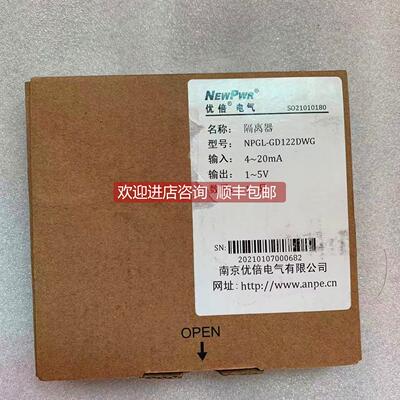 NEWPWR®
优倍®电气
SO21010180
名称：隔离器
型号：NPGL-GD122DWG
输入：4~20mA
输出：1~5V
欢迎进店咨询 顺丰包邮
SN:
20210107000682
南京优倍电气有限公司
网址:http://www.anpe.cn
OPEN